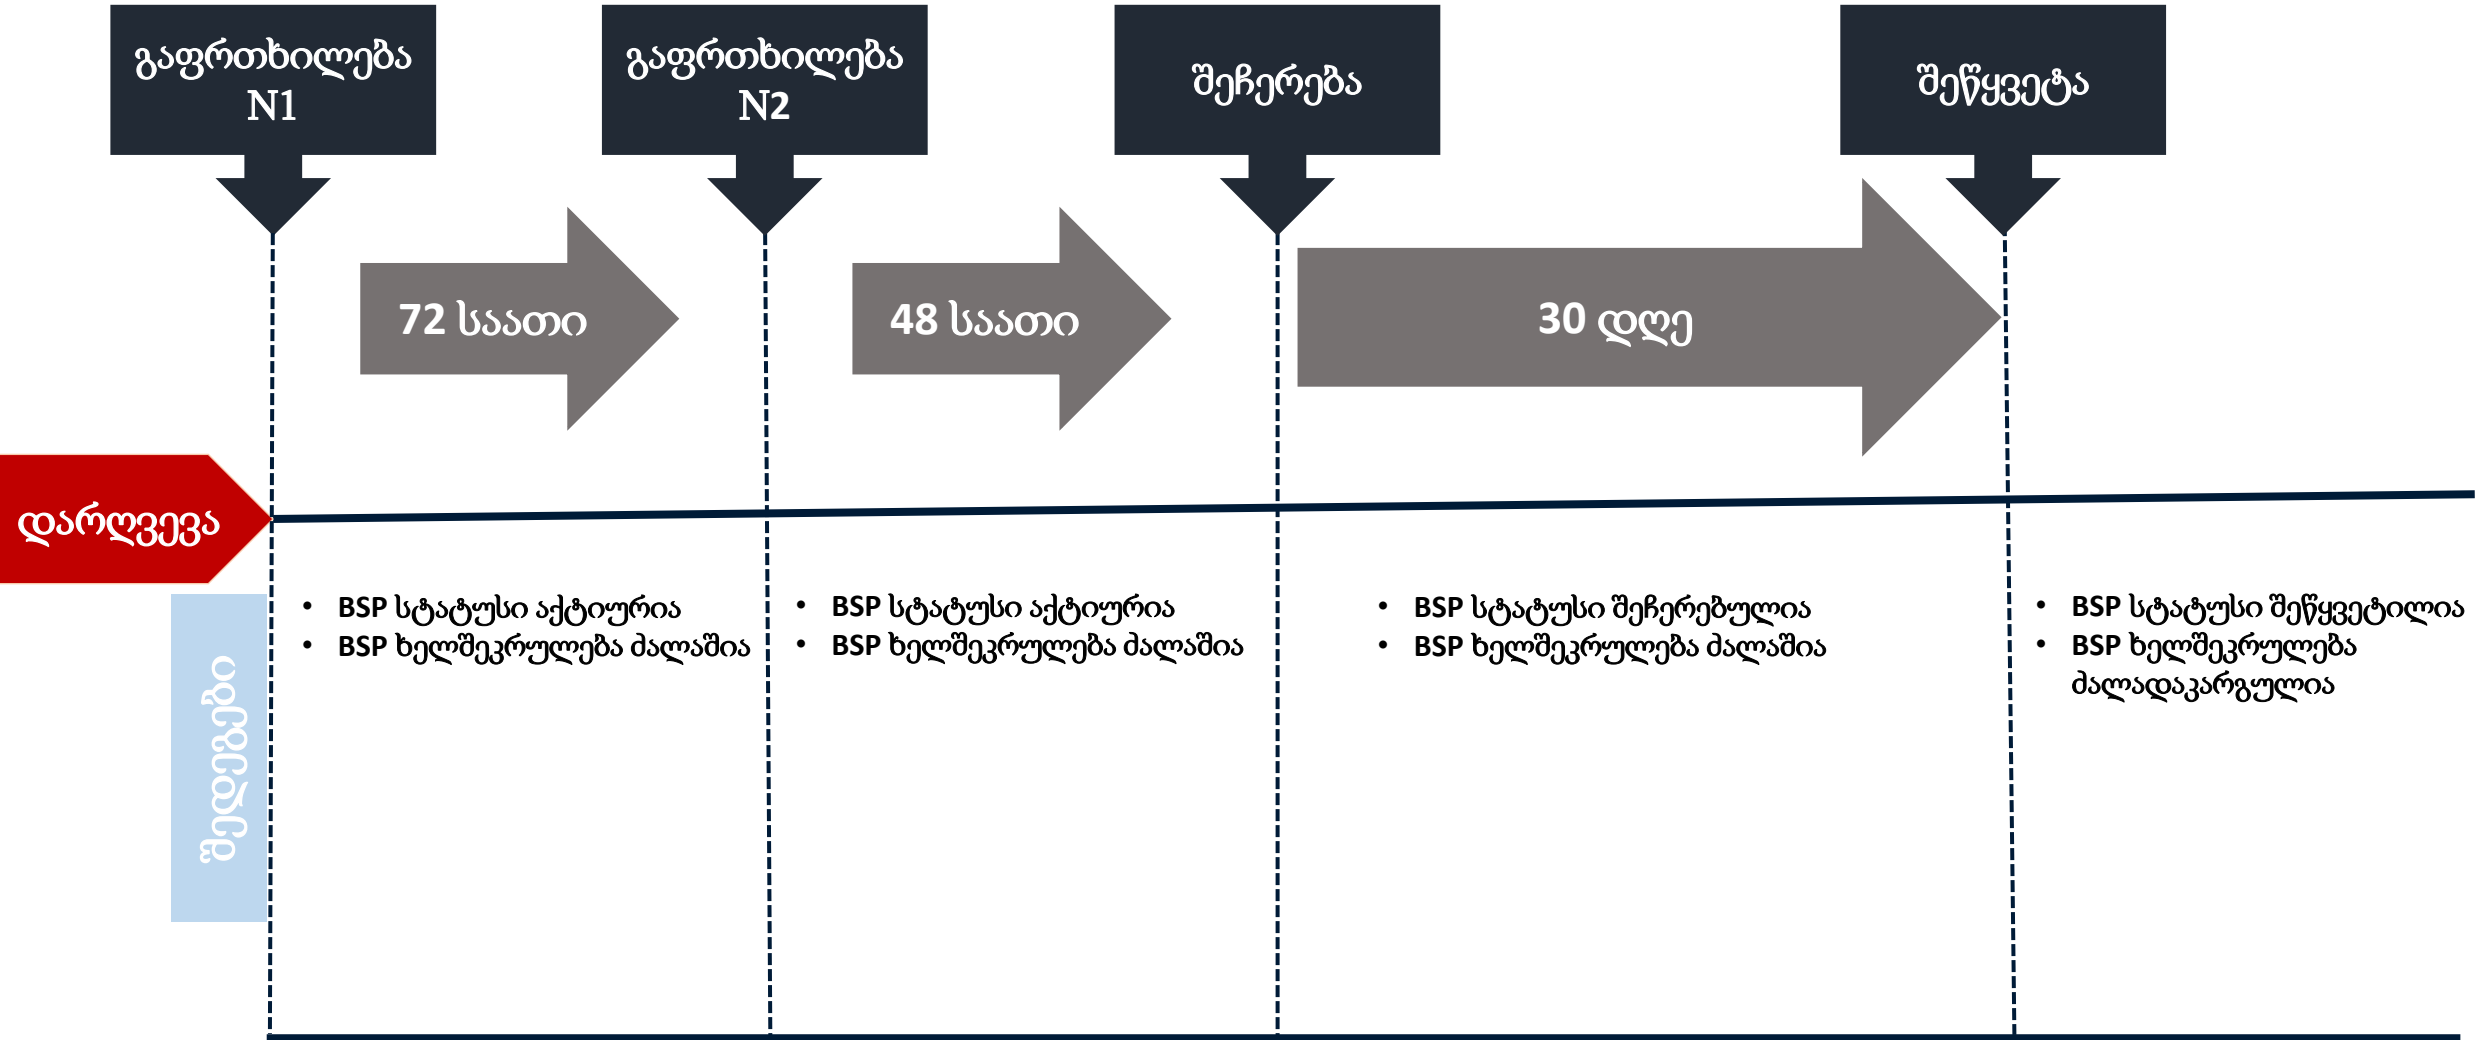 გაფრთხილება
N1
გაფრთხილება
N2
შეჩერება
შეწყვეტა
72 საათი
48 საათი
30 დღე
დარღვევა
შედეგები
• BSP სტატუსი აქტიურია
• BSP ხელშეკრულება ძალაშია
• BSP სტატუსი აქტიურია
• BSP ხელშეკრულება ძალაშია
• BSP სტატუსი შეჩერებულია
• BSP ხელშეკრულება ძალაშია
• BSP სტატუსი შეწყვეტილია
• BSP ხელშეკრულება
ძალადაკარგულია